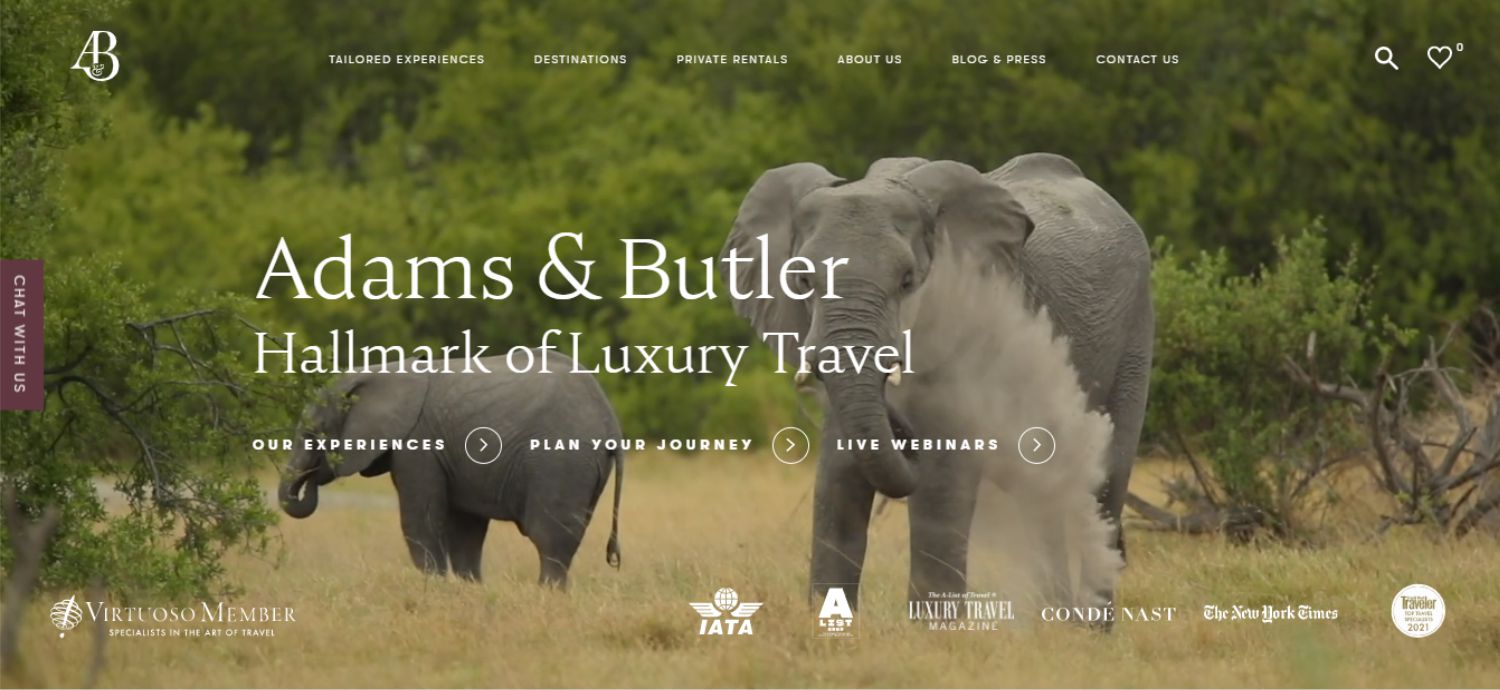 A&B
TAILORED EXPERIENCES
DESTINATIONS
PRIVATE RENTALS
ABOUT US
BLOG & PRESS
CONTACT US
0
Adams & Butler
Hallmark of Luxury Travel
CHAT WITH US
OUR EXPERIENCES
PLAN YOUR JOURNEY
LIVE WEBINARS
VIRTUOSO MEMBER
SPECIALISTS IN THE ART OF TRAVEL
IATA
A
LIST
The A-List of Travel
LUXURY TRAVEL
MAGAZINE
CONDÉ NAST
The New York Times
Traveler
TOP TRAVEL
SPECIALISTS
2021